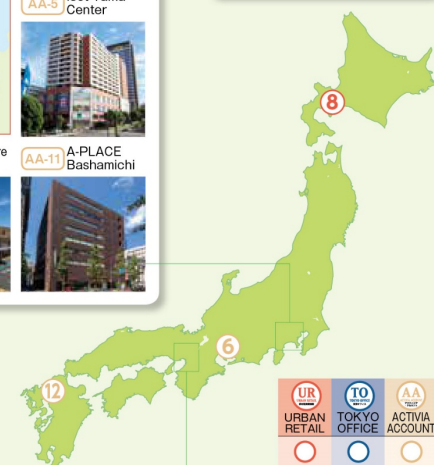 AA-5
Center
re
AA-11
A-PLACE
Bashamichi
8
6
12
UR
TO
AA
URBAN
RETAIL
TOKYO
OFFICE
ACTIVIA
ACCOUNT